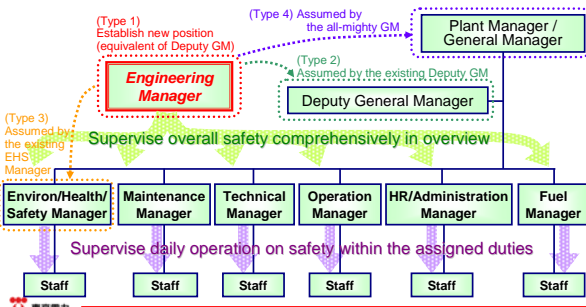 (Type 1)
Establish new position
(equivalent of Deputy GM)
(Type 4) Assumed by
the all-mighty GM
Plant Manager /
General Manager
Engineering
Manager
(Type 2)
Assumed by the existing Deputy GM
Deputy General Manager
(Type 3)
Assumed by
the existing
EHS
Manager
Supervise overall safety comprehensively in overview
Environ/Health/
Safety Manager
Maintenance
Manager
Technical
Manager
Operation
Manager
HR/Administration
Manager
Fuel
Manager
Supervise daily operation on safety within the assigned duties
Staff
Staff
Staff
Staff
Staff
Staff